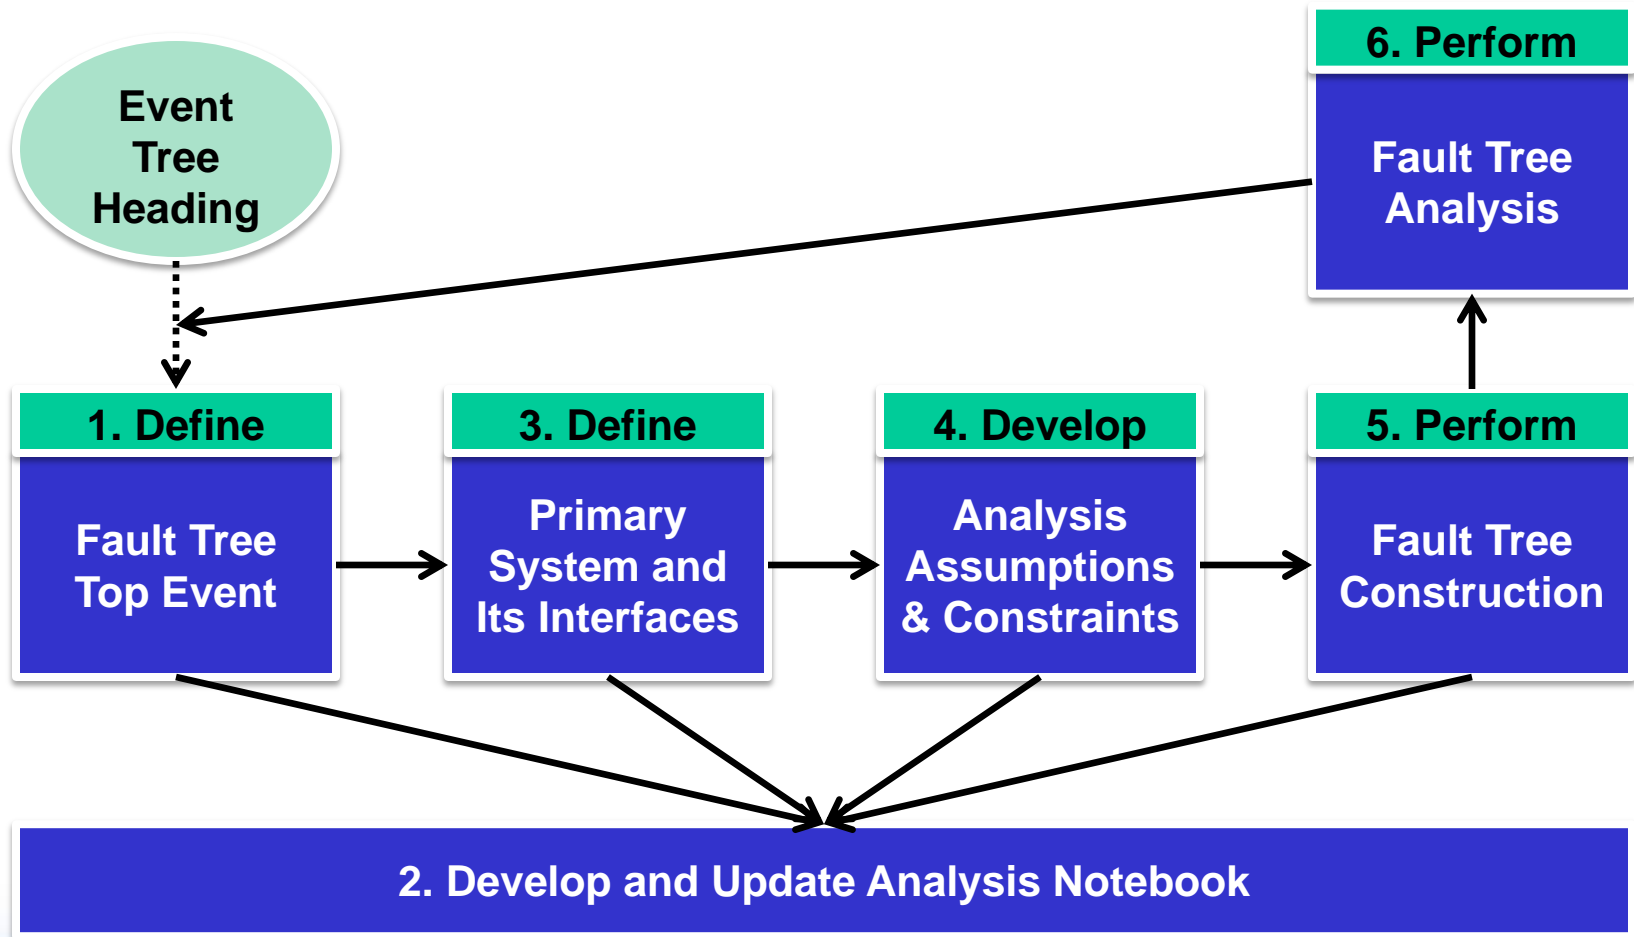 Event
Tree
Heading
6. Perform
Fault Tree
Analysis
1. Define
Fault Tree
Top Event
3. Define
Primary
System and
Its Interfaces
4. Develop
Analysis
Assumptions
& Constraints
5. Perform
Fault Tree
Construction
2. Develop and Update Analysis Notebook